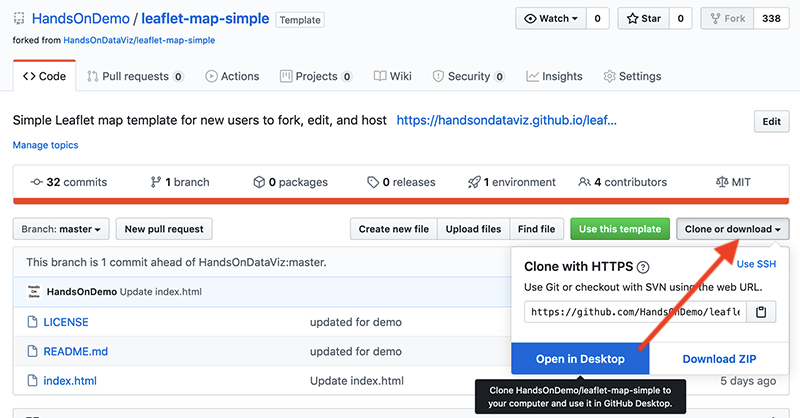 HandsOnDemo / leaflet-map-simple Template Watch 0 Star 0 Fork 338
forked from HandsOnDataViz/leaflet-map-simple
Code Pull requests 0 Actions Projects 0 Wiki Security 0 Insights Settings
Simple Leaflet map template for new users to fork, edit, and host https://handsondataviz.github.io/leaf... Edit
Manage topics
32 commits 1 branch 0 packages 0 releases 1 environment 4 contributors MIT
Branch: master New pull request Create new file Upload files Find file Use this template Clone or download
This branch is 1 commit ahead of HandsOnDataViz:master.
Hands On Demo HandsOnDemo Update index.html
LICENSE updated for demo
README.md updated for demo
index.html Update index.html 5 days ago
Clone with HTTPS ? Use SSH
Use Git or checkout with SVN using the web URL.
https://github.com/HandsOnDemo/leafle
Open in Desktop Download ZIP
Clone HandsOnDemo/leaflet-map-simple to
your computer and use it in GitHub Desktop.